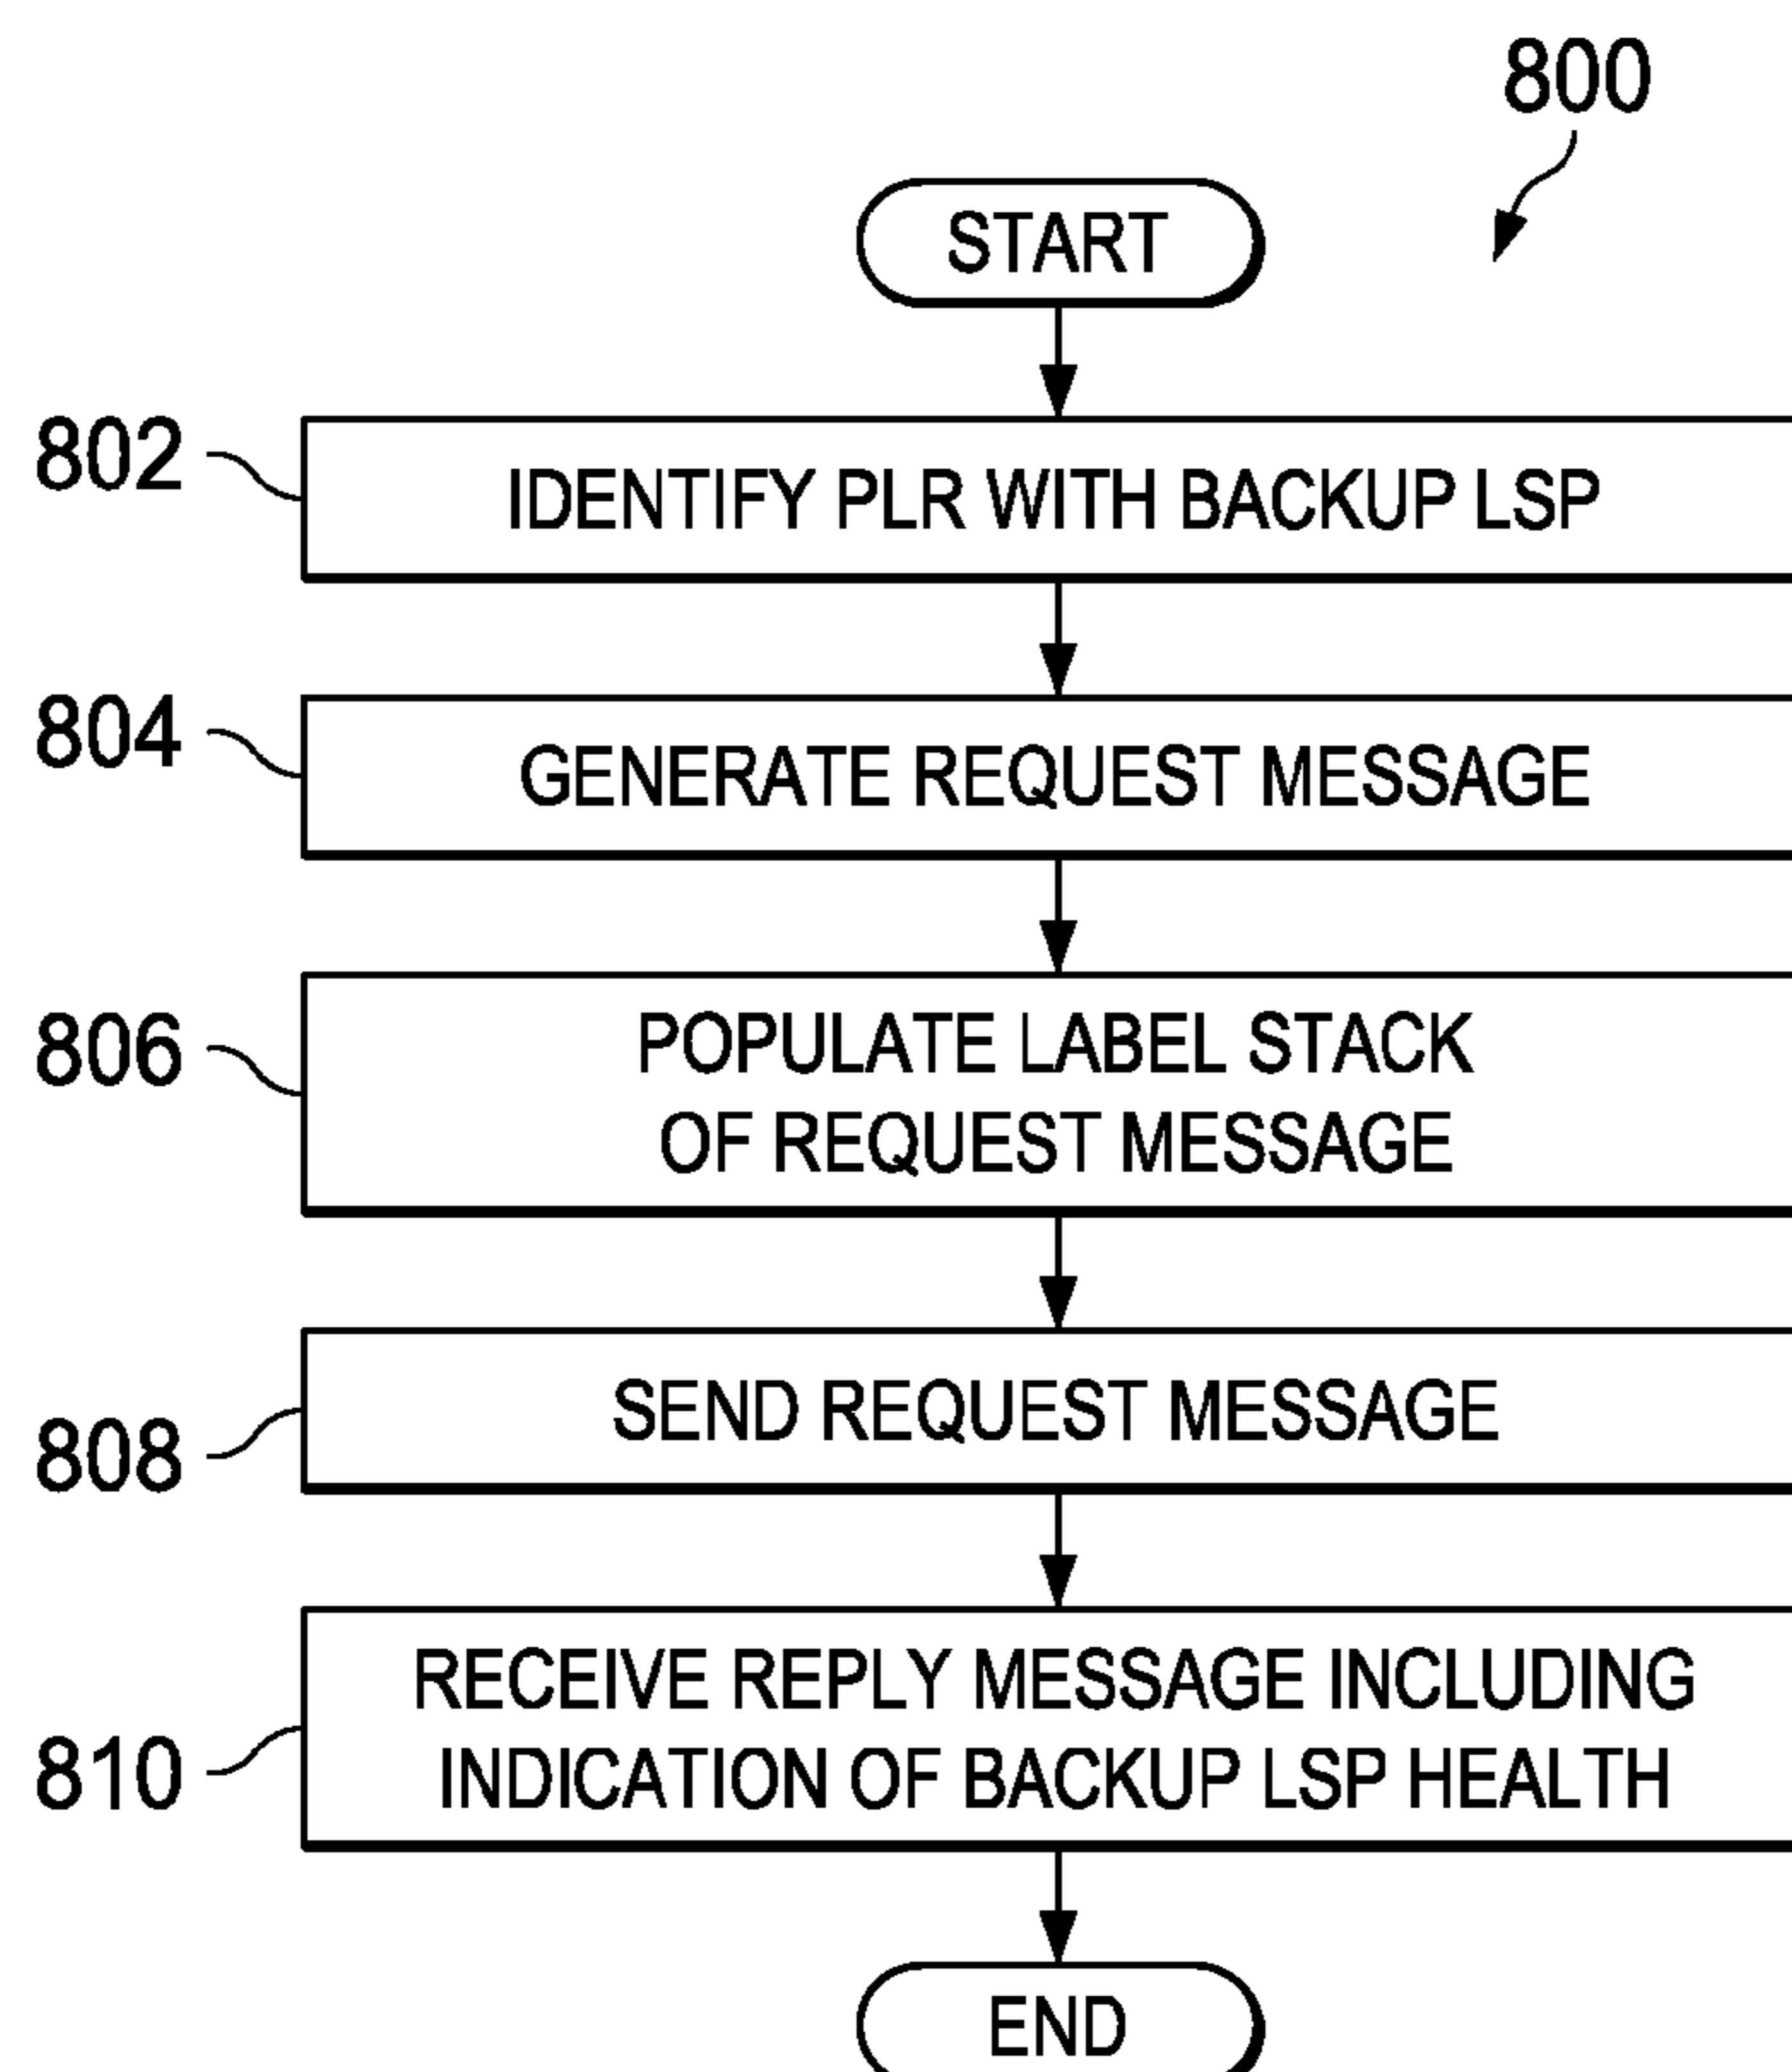 800
START
802
IDENTIFY PLR WITH BACKUP LSP
804
GENERATE REQUEST MESSAGE
806
POPULATE LABEL STACK
OF REQUEST MESSAGE
808
SEND REQUEST MESSAGE
810
RECEIVE REPLY MESSAGE INCLUDING
INDICATION OF BACKUP LSP HEALTH
END